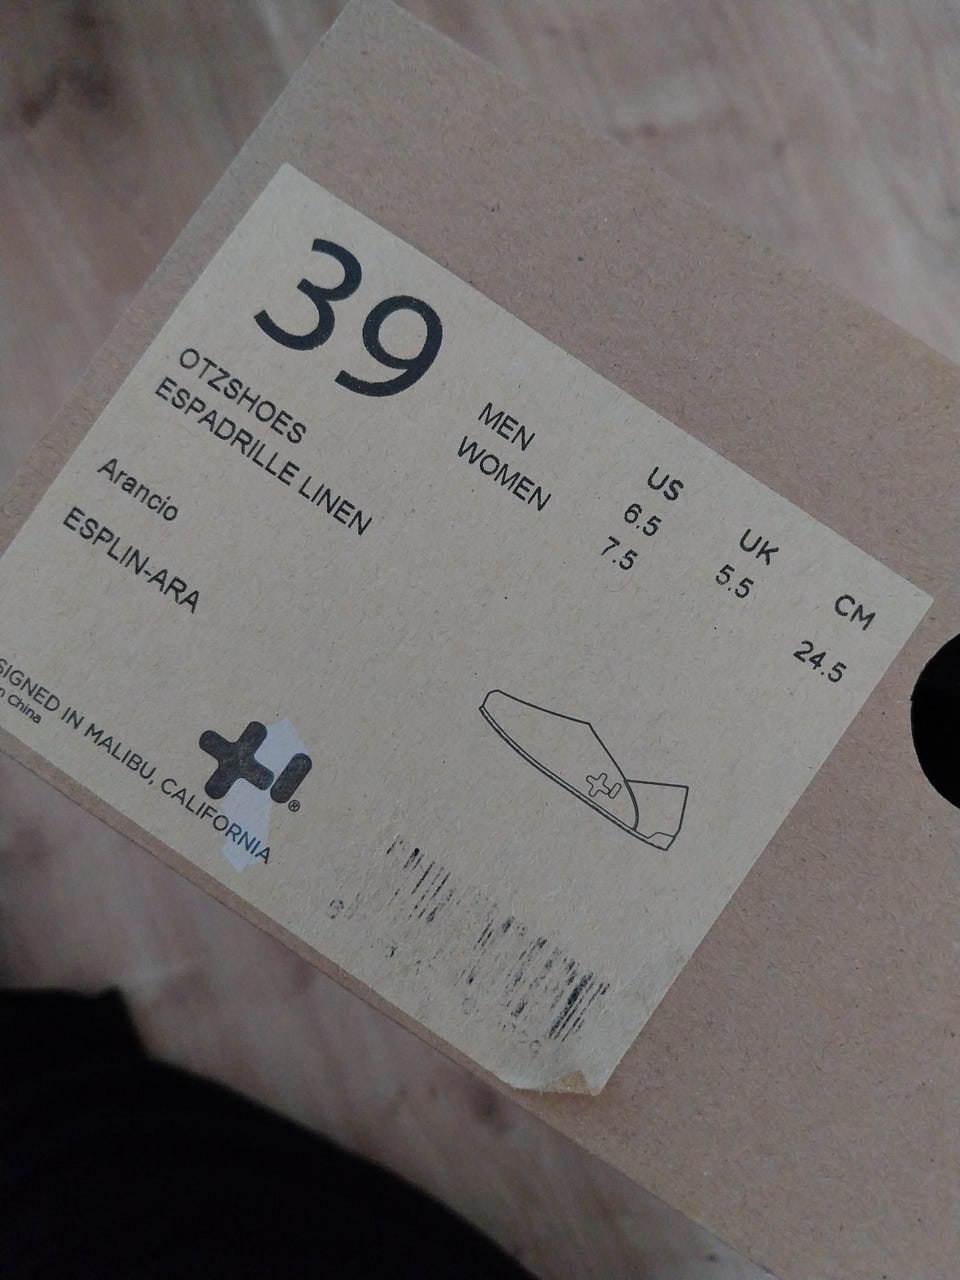 39
OTZSHOES
ESPADRILLE LINEN
Arancio
ESPLIN-ARA
US UK CM
MEN 6.5 5.5 24.5
WOMEN 7.5
SIGNED IN MALIBU, CALIFORNIA
n China
®